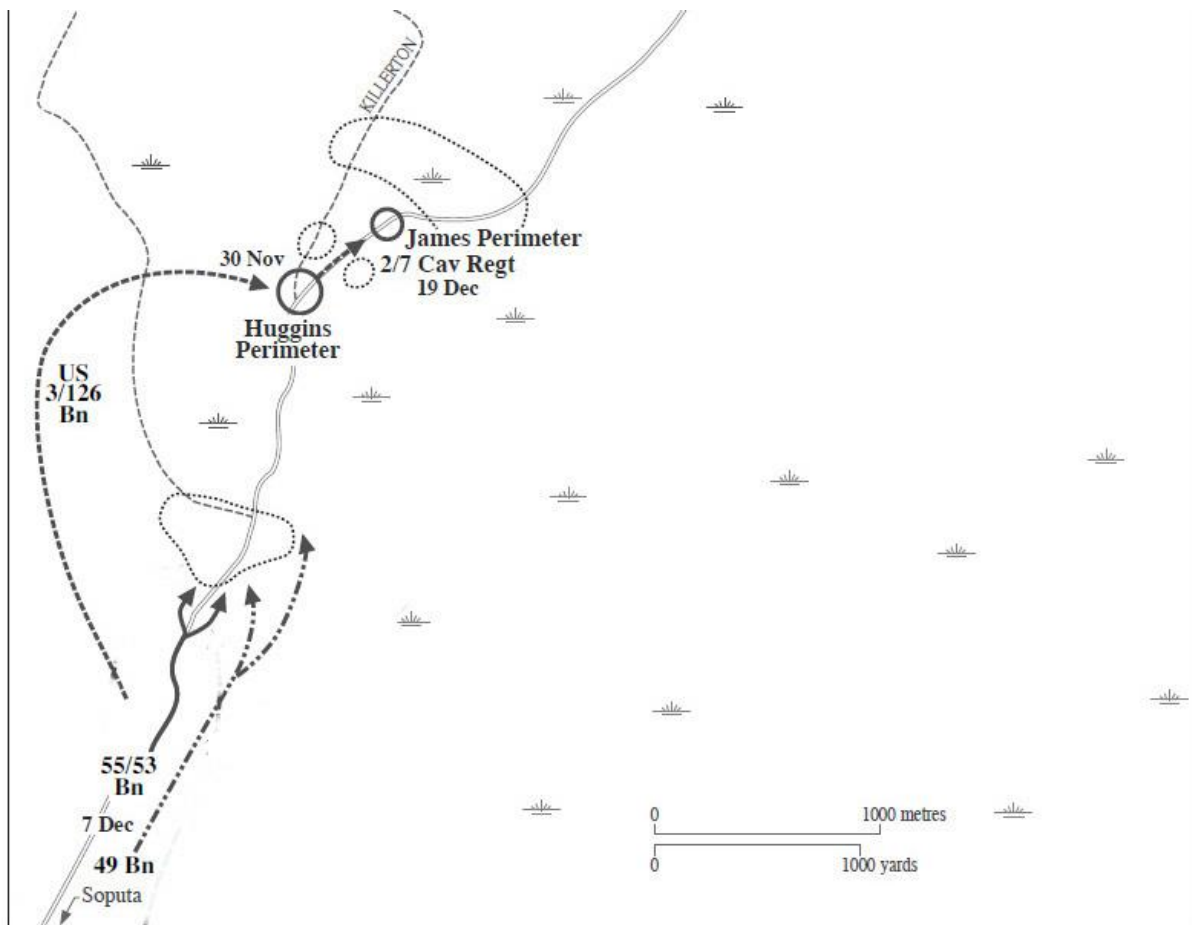 KILLERTON
30 Nov
James Perimeter
2/7 Cav Regt
19 Dec
Huggins
Perimeter
US
3/126
Bn
55/53
Bn
7 Dec
49 Bn
Soputa
0 1000 metres
0 1000 yards